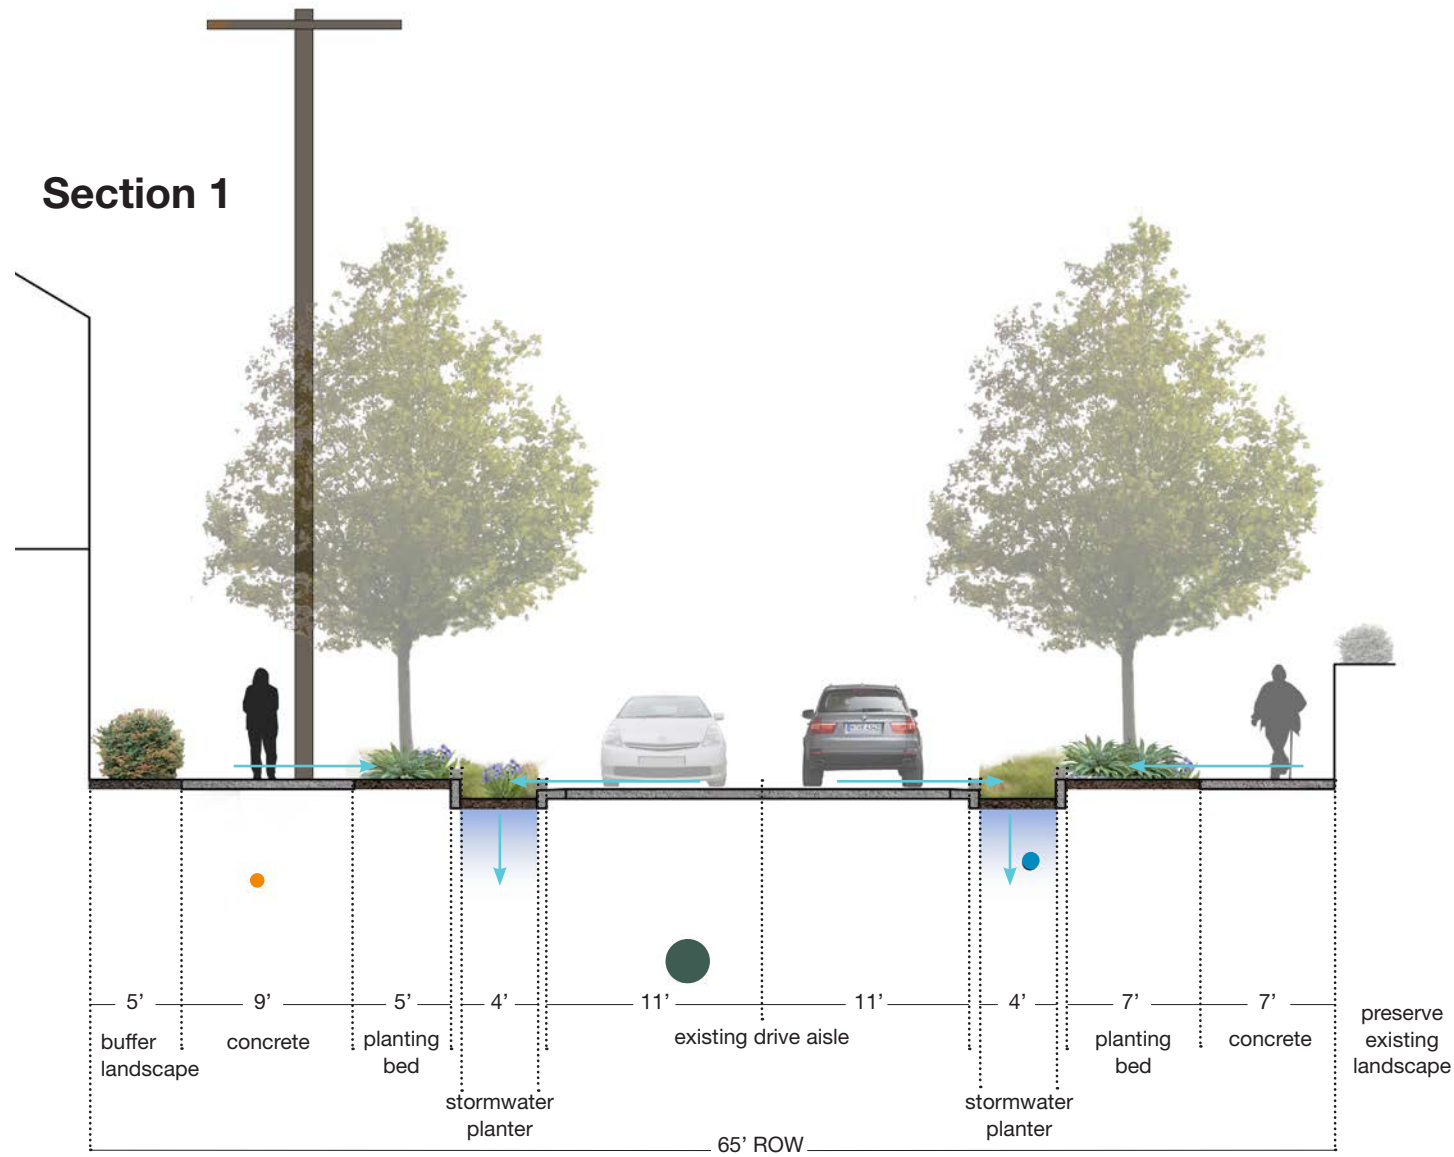 Section 1
5’
9’
5’
4’
11’
11’
4’
7’
7’
buffer
landscape
concrete
planting
bed
stormwater
planter
existing drive aisle
stormwater
planter
planting
bed
concrete
preserve
existing
landscape
65’ ROW